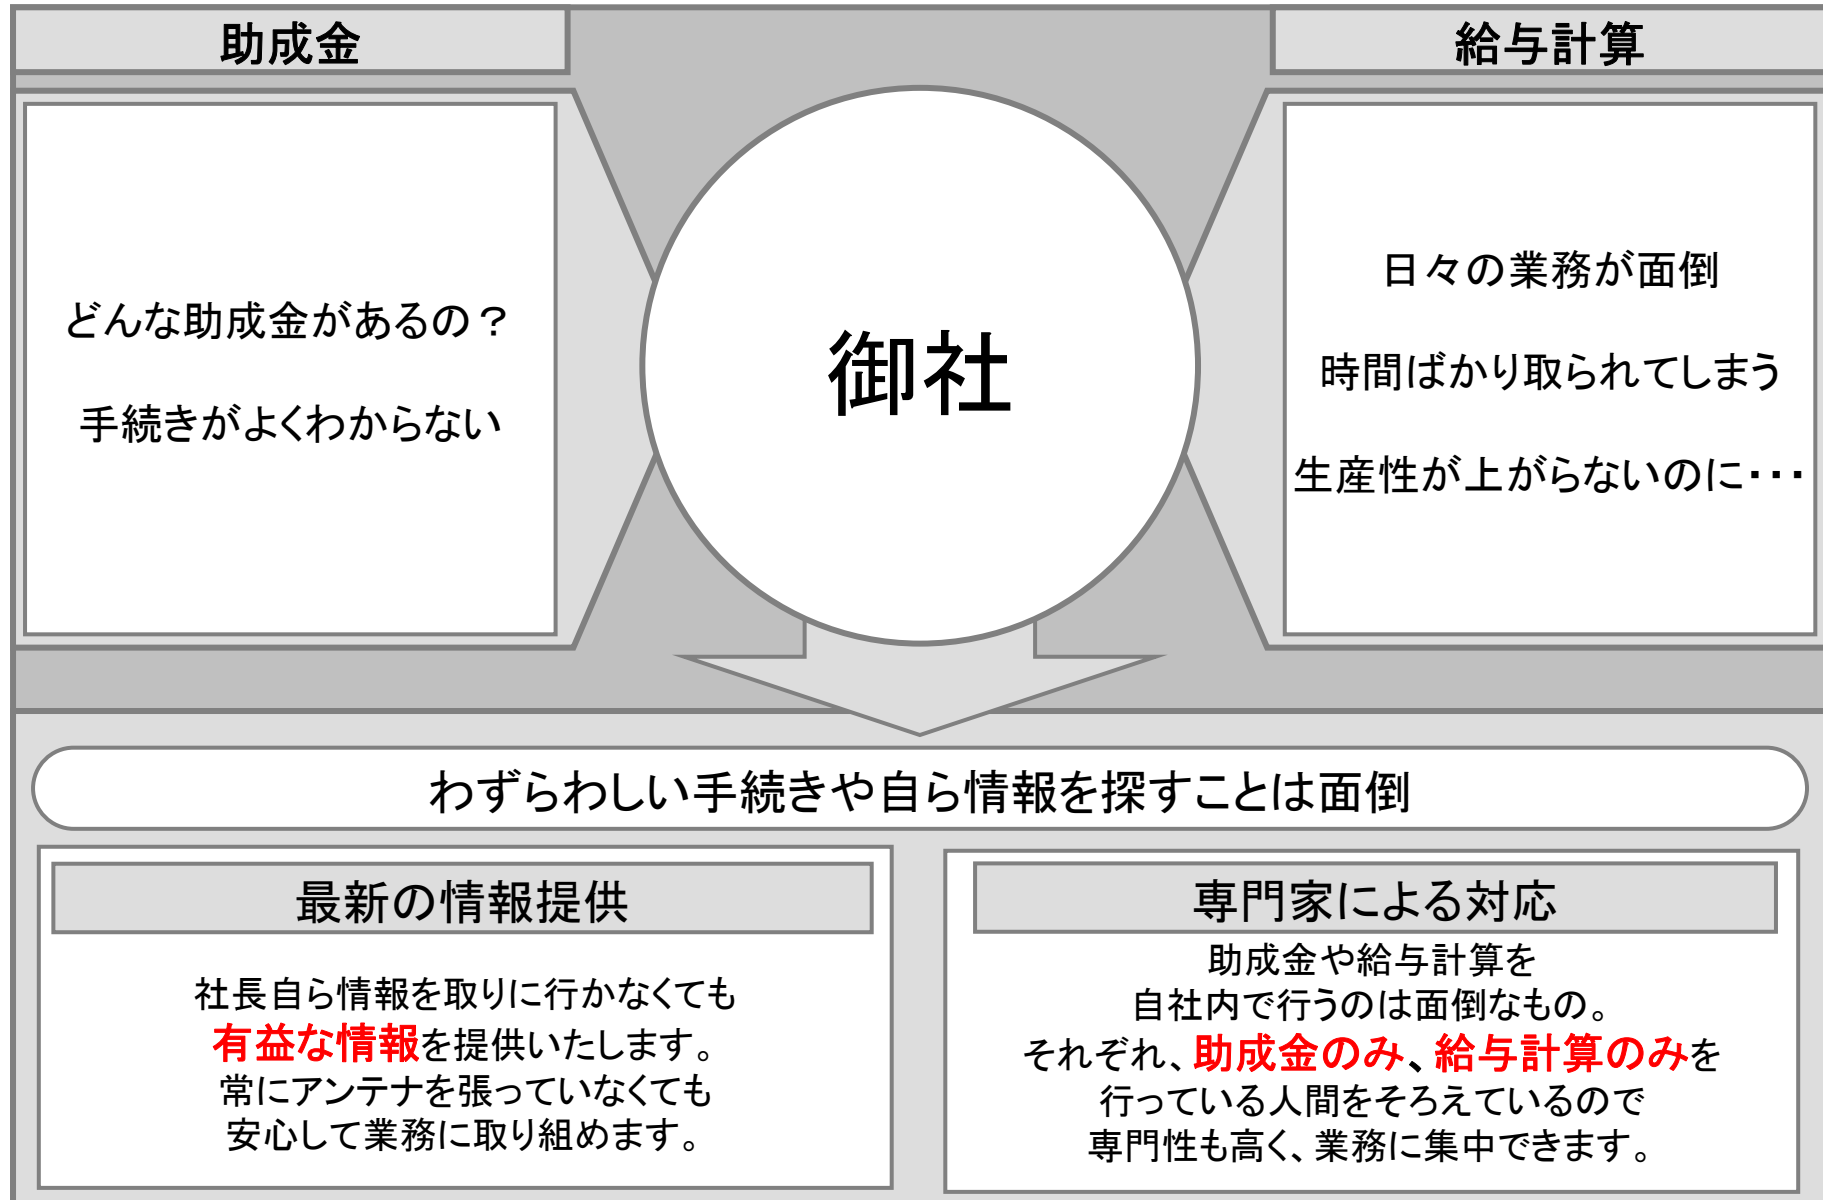 助成金
給与計算
どんな助成金があるの？
手続きがよくわからない
御社
日々の業務が面倒
時間ばかり取られてしまう
生産性が上がらないのに・・・
わずらわしい手続きや自ら情報を探すことは面倒
最新の情報提供
社長自ら情報を取りに行かなくても
有益な情報を提供いたします。
常にアンテナを張っていなくても
安心して業務に取り組めます。
専門家による対応
助成金や給与計算を
自社内で行うのは面倒なもの。
それぞれ、助成金のみ、給与計算のみを
行っている人間をそろえているので
専門性も高く、業務に集中できます。